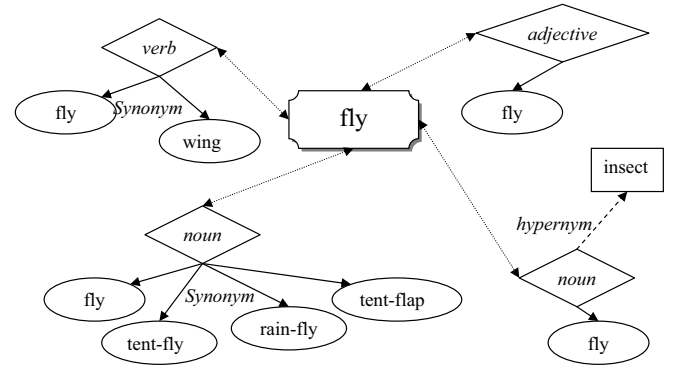 verb
adjective
fly
Synonym
wing
fly
fly
insect
hypernym
noun
noun
fly
Synonym
tent-flap
tent-fly
rain-fly
fly